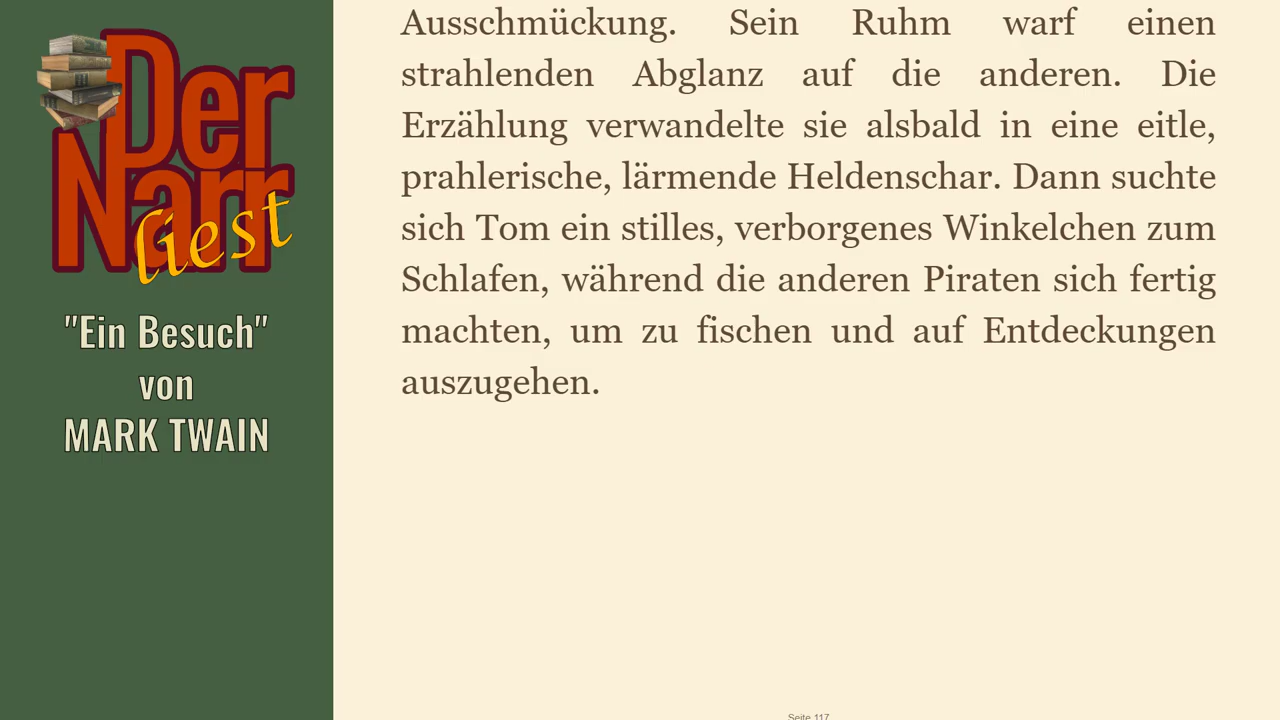 Der
Narr
liest
"Ein Besuch"
von
MARK TWAIN
Ausschmückung. Sein Ruhm warf einen
strahlenden Abglanz auf die anderen. Die
Erzählung verwandelte sie alsbald in eine eitle,
prahlerische, lärmende Heldenschar. Dann suchte
sich Tom ein stilles, verborgenes Winkelchen zum
Schlafen, während die anderen Piraten sich fertig
machten, um zu fischen und auf Entdeckungen
auszugehen.
Seite 117